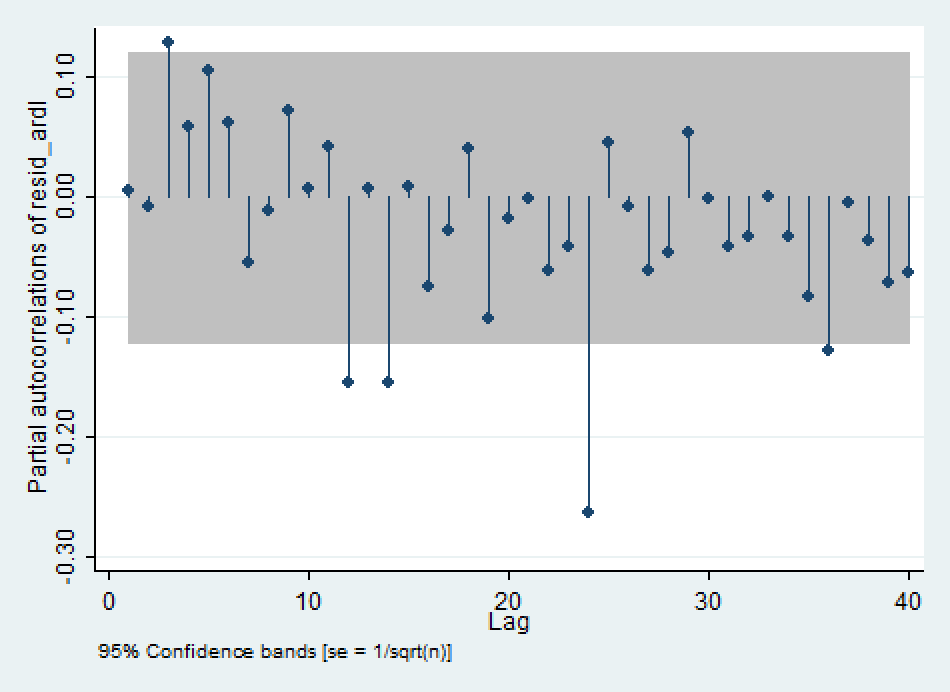 Partial autocorrelations of resid_ardl
0.10
0.00
-0.10
-0.20
-0.30
0 10 20 30 40
Lag
95% Confidence bands [se = 1/sqrt(n)]